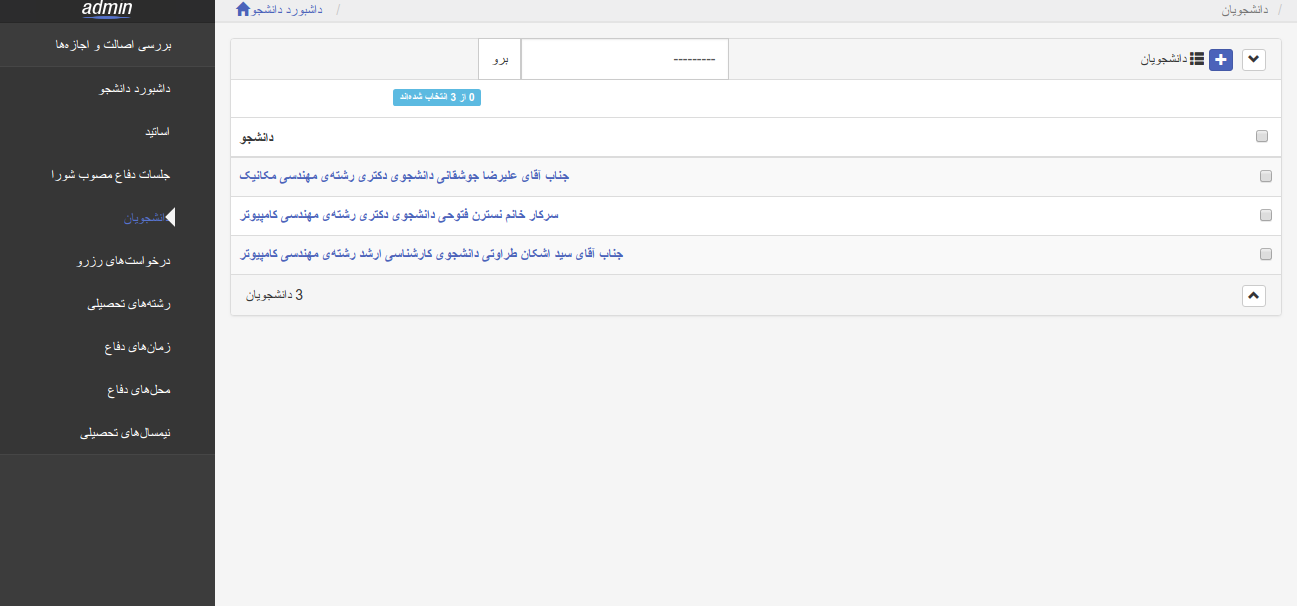 admin
بررسی اصالت و اجازه‌ها
داشبورد دانشجو
اساتید
جلسات دفاع مصوب شورا
انشجویان
درخواست‌های رزرو
رشته‌های تحصیلی
زمان‌های دفاع
محل‌های دفاع
نیمسال‌های تحصیلی
داشبورد دانشجو /
دانشجویان /
دانشجویان
---------
برو
0 از 3 انتخاب شده‌اند
دانشجو
جناب آقای علیرضا جوشقانی دانشجوی دکتری رشته‌ی مهندسی مکانیک
سرکار خانم نسترن فتوحی دانشجوی دکتری رشته‌ی مهندسی کامپیوتر
جناب آقای سید اشکان طراوتی دانشجوی کارشناسی ارشد رشته‌ی مهندسی کامپیوتر
3 دانشجویان